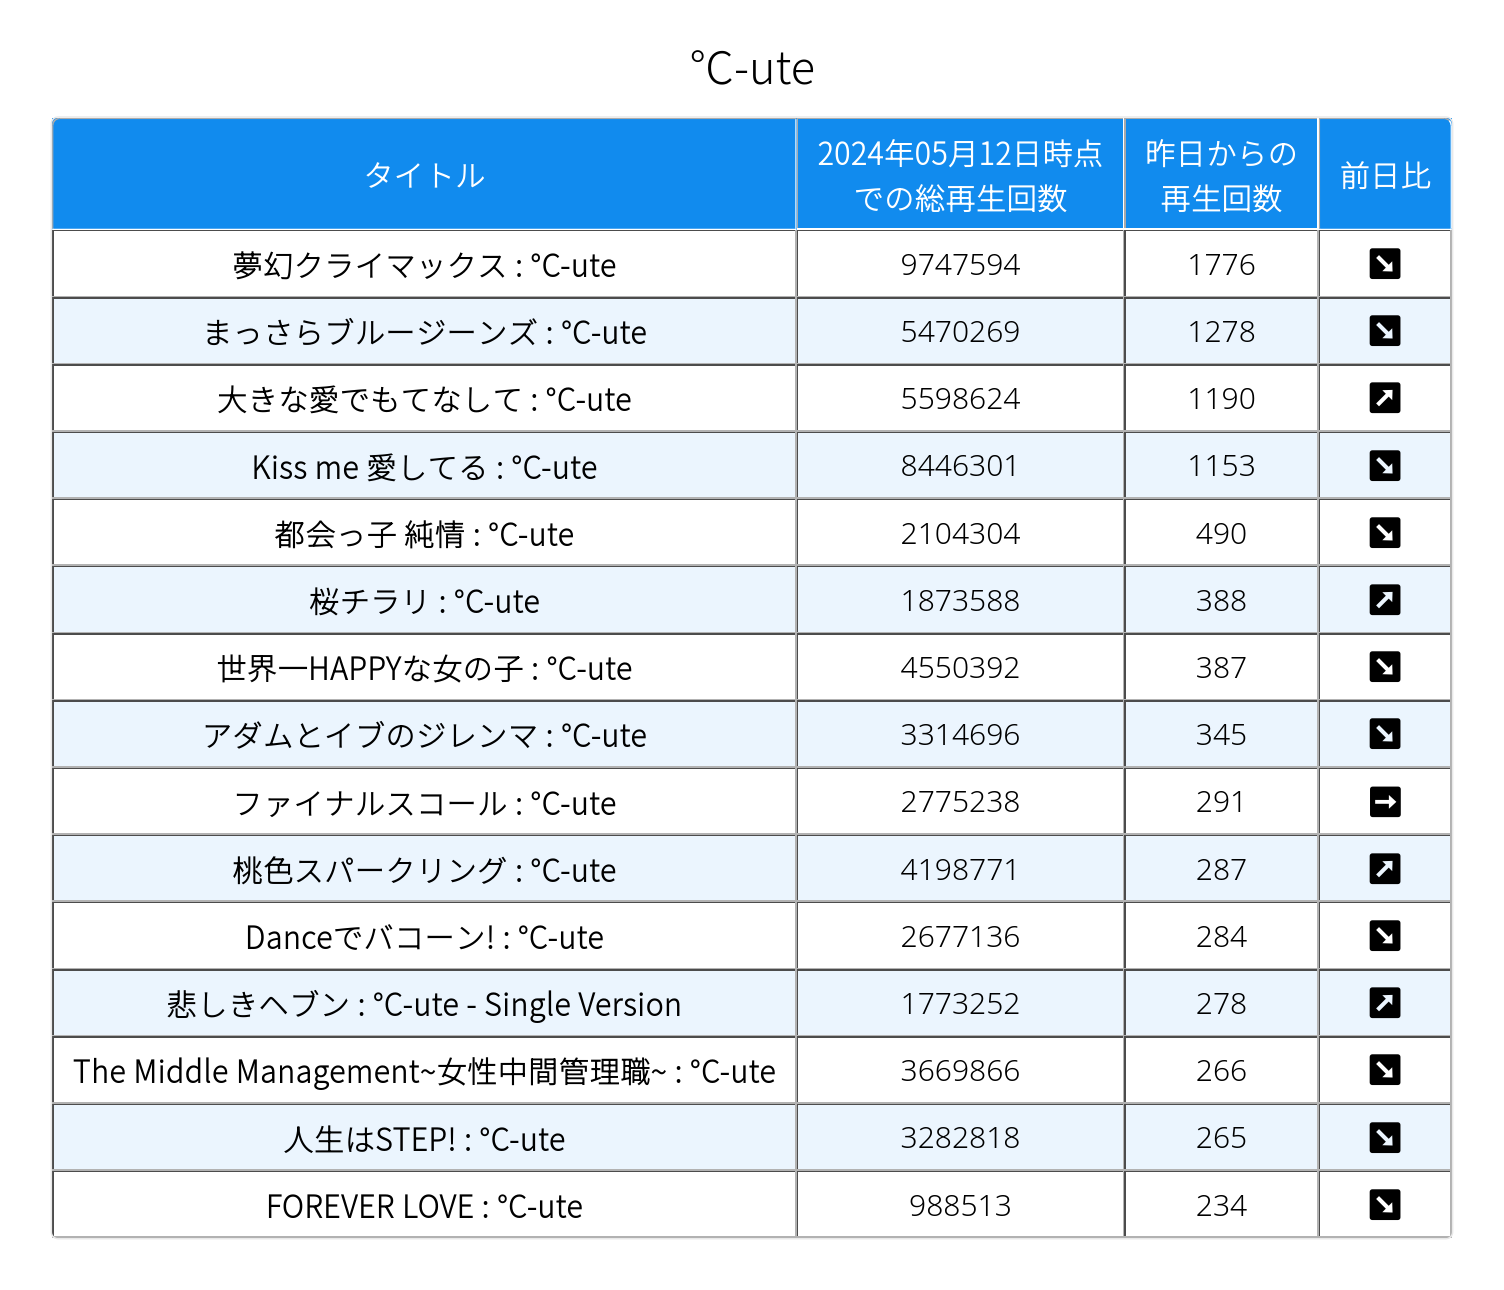 °C-ute
タイトル 2024年05月12日時点での総再生回数 昨日からの再生回数 前日比
夢幻クライマックス : °C-ute 9747594 1776 ↘
まっさらブルージーンズ : °C-ute 5470269 1278 ↘
大きな愛でもてなして : °C-ute 5598624 1190 ↗
Kiss me 愛してる : °C-ute 8446301 1153 ↘
都会っ子 純情 : °C-ute 2104304 490 ↘
桜チラリ : °C-ute 1873588 388 ↗
世界一HAPPYな女の子 : °C-ute 4550392 387 ↘
アダムとイブのジレンマ : °C-ute 3314696 345 ↘
ファイナルスコール : °C-ute 2775238 291 →
桃色スパークリング : °C-ute 4198771 287 ↗
Danceでバコーン! : °C-ute 2677136 284 ↘
悲しきヘブン : °C-ute - Single Version 1773252 278 ↗
The Middle Management~女性中間管理職~ : °C-ute 3669866 266 ↘
人生はSTEP! : °C-ute 3282818 265 ↘
FOREVER LOVE : °C-ute 988513 234 ↘